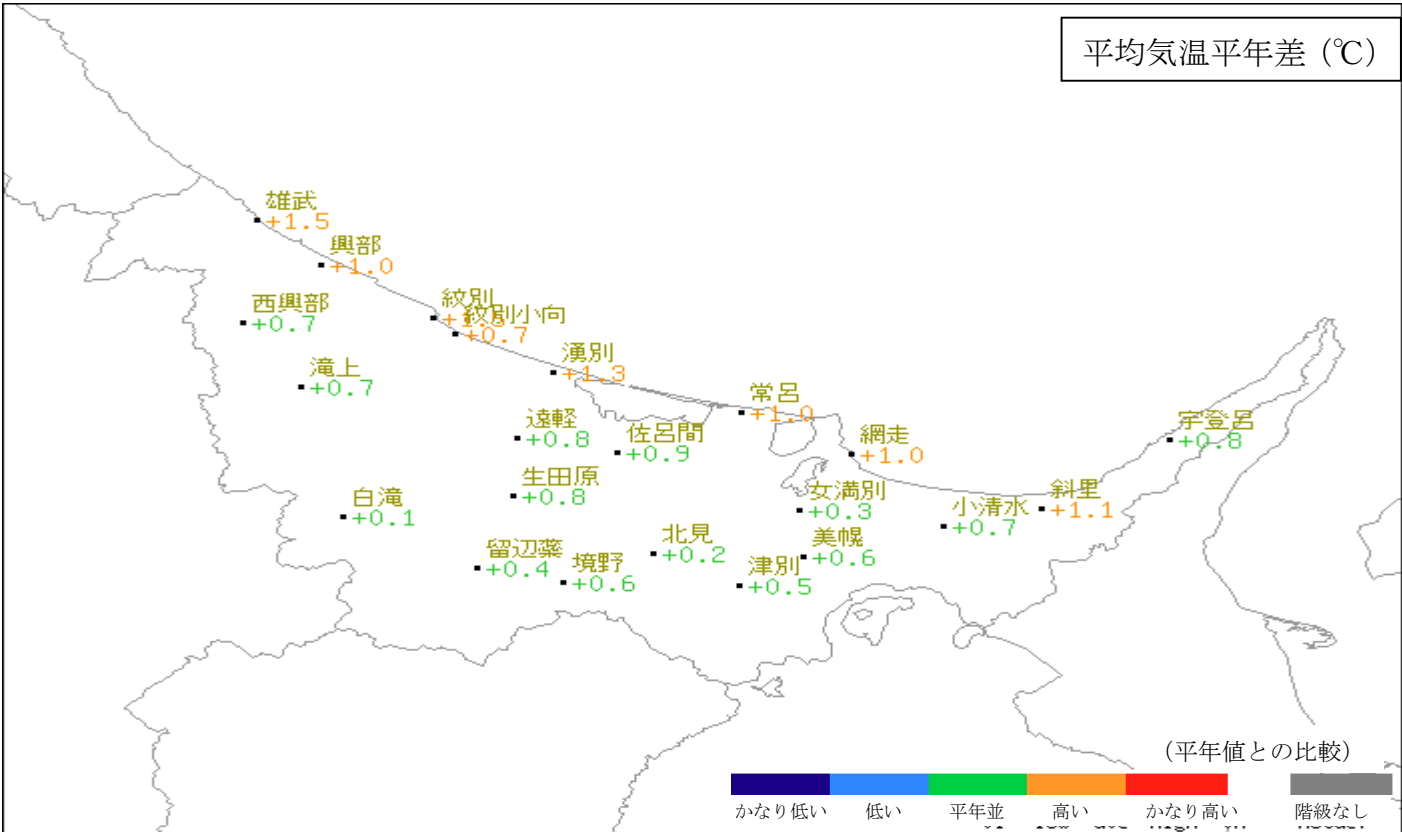 平均気温平年差 (℃)
雄武
+1.5
興部
+1.0
西興部
+0.7
紋別
紋別小向
+0.7
滝上
+0.7
湧別
+1.3
常呂
+1.0
遠軽
+0.8
佐呂間
+0.9
網走
+1.0
宇登呂
+0.8
生田原
+0.8
白滝
+0.1
女満別
+0.3
小清水
+0.7
斜里
+1.1
留辺蘂
+0.4
境野
+0.6
北見
+0.2
美幌
+0.6
津別
+0.5
(平年値との比較)
かなり低い 低い 平年並 高い かなり高い 階級なし